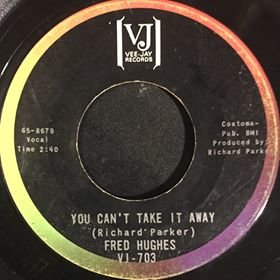 VJ
VEE-JAY
RECORDS
65-8679
Vocal
Time 2:40
Costoma-
Pub. BMI
Produced by:
Richard Parker
YOU CAN'T TAKE IT AWAY
(Richard Parker)
FRED HUGHES
VJ-703